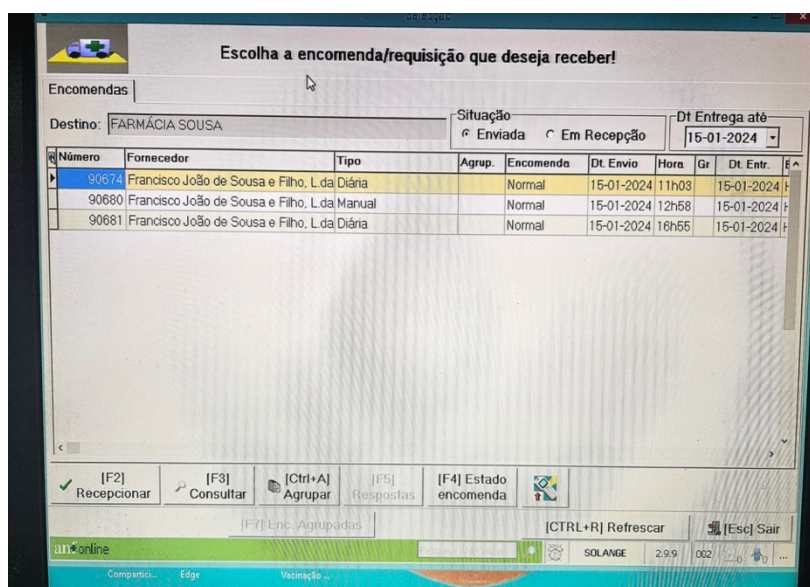 Escolha a encomenda/requisição que deseja receber!
Encomendas
Destino: FARMÁCIA SOUSA
Situação
Enviada Em Recepção
Dt Entrega até
15-01-2024
Número Fornecedor Tipo Agrup. Encomenda Dt. Envio Hora Gr Dt. Entr. E
90674 Francisco João de Sousa e Filho, L.da Diária Normal 15-01-2024 11h03 15-01-2024 H
90680 Francisco João de Sousa e Filho, L.da Manual Normal 15-01-2024 12h58 15-01-2024 H
90681 Francisco João de Sousa e Filho, L.da Diária Normal 15-01-2024 16h55 15-01-2024 H
[F2] Recepcionar
[F3] Consultar
[Ctrl+A] Agrupar
[F5] Respostas
[F4] Estado encomenda
[F7] Enc. Agrupadas
[CTRL+R] Refrescar
[Esc] Sair
anf online
SOLANGE 2.9.9 002 ...
Compartici... Edge Vacinação ...